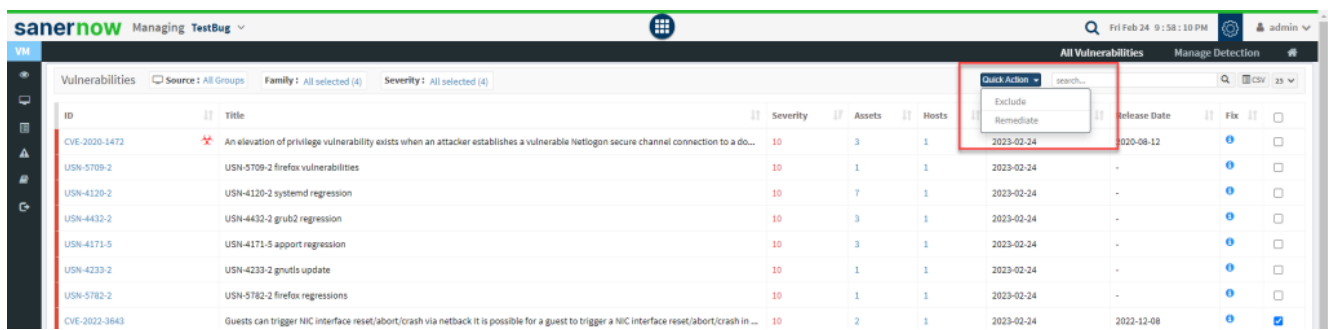 sanernow Managing TestBug Fri Feb 24 9:58:10 PM admin
VM All Vulnerabilities Manage Detection
Vulnerabilities Source : All Groups Family : All selected (4) Severity : All selected (4) Quick Action search... CSV 25
Exclude
Remediate
ID Title Severity Assets Hosts Release Date Fix
CVE-2020-1472 An elevation of privilege vulnerability exists when an attacker establishes a vulnerable Netlogon secure channel connection to a do... 10 3 1 2023-02-24 2020-08-12
USN-5709-2 USN-5709-2 firefox vulnerabilities 10 1 1 2023-02-24 -
USN-4120-2 USN-4120-2 systemd regression 10 7 1 2023-02-24 -
USN-4432-2 USN-4432-2 grub2 regression 10 3 1 2023-02-24 -
USN-4171-5 USN-4171-5 apport regression 10 3 1 2023-02-24 -
USN-4233-2 USN-4233-2 gnutls update 10 1 1 2023-02-24 -
USN-5782-2 USN-5782-2 firefox regressions 10 1 1 2023-02-24 -
CVE-2022-3643 Guests can trigger NIC interface reset/abort/crash via netback It is possible for a guest to trigger a NIC interface reset/abort/crash in ... 10 2 1 2023-02-24 2022-12-08